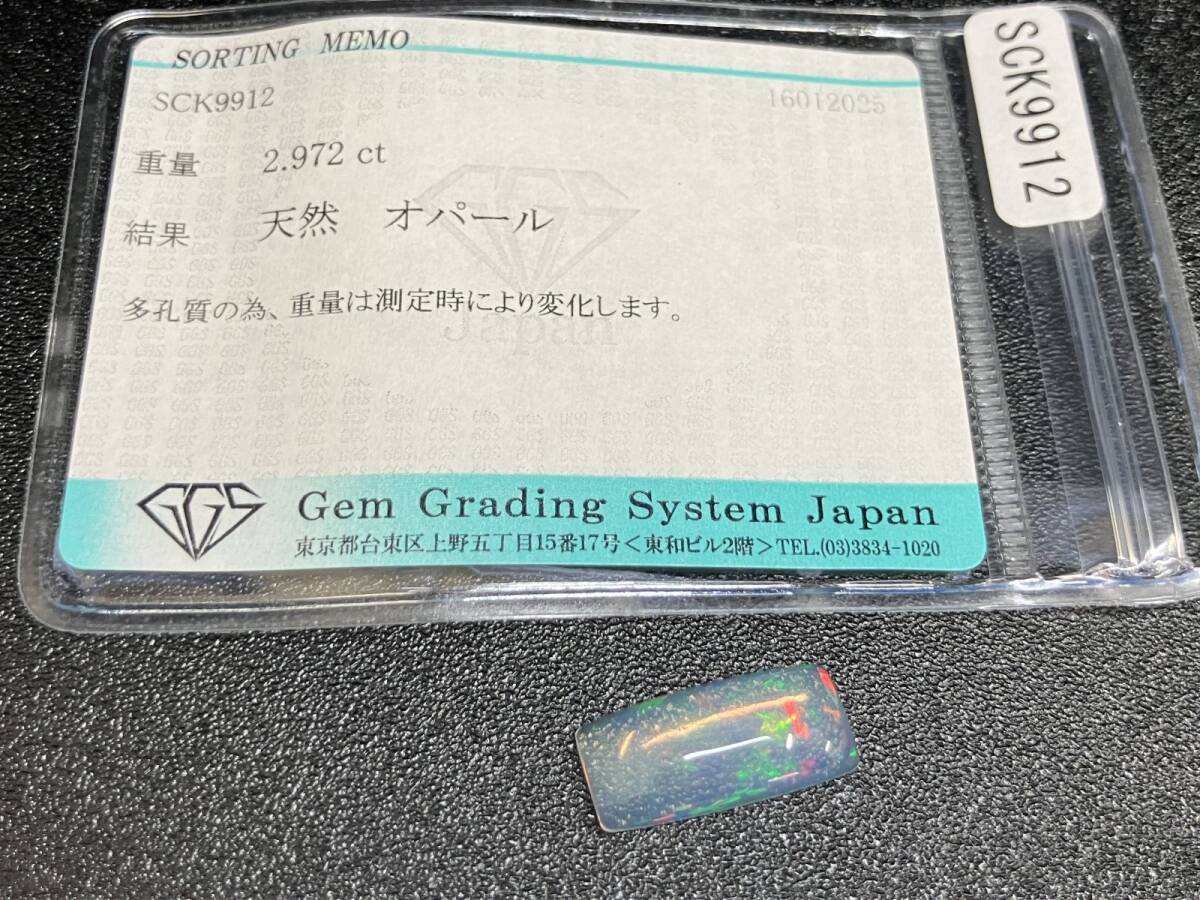 SORTING MEMO
SCK9912 16012025
重量 2.972 ct
結果 天然 オパール
多孔質の為、重量は測定時により変化します。
Japan
GGS Gem Grading System Japan
東京都台東区上野五丁目15番17号<東和ビル2階>TEL.(03)3834-1020
SCK9912